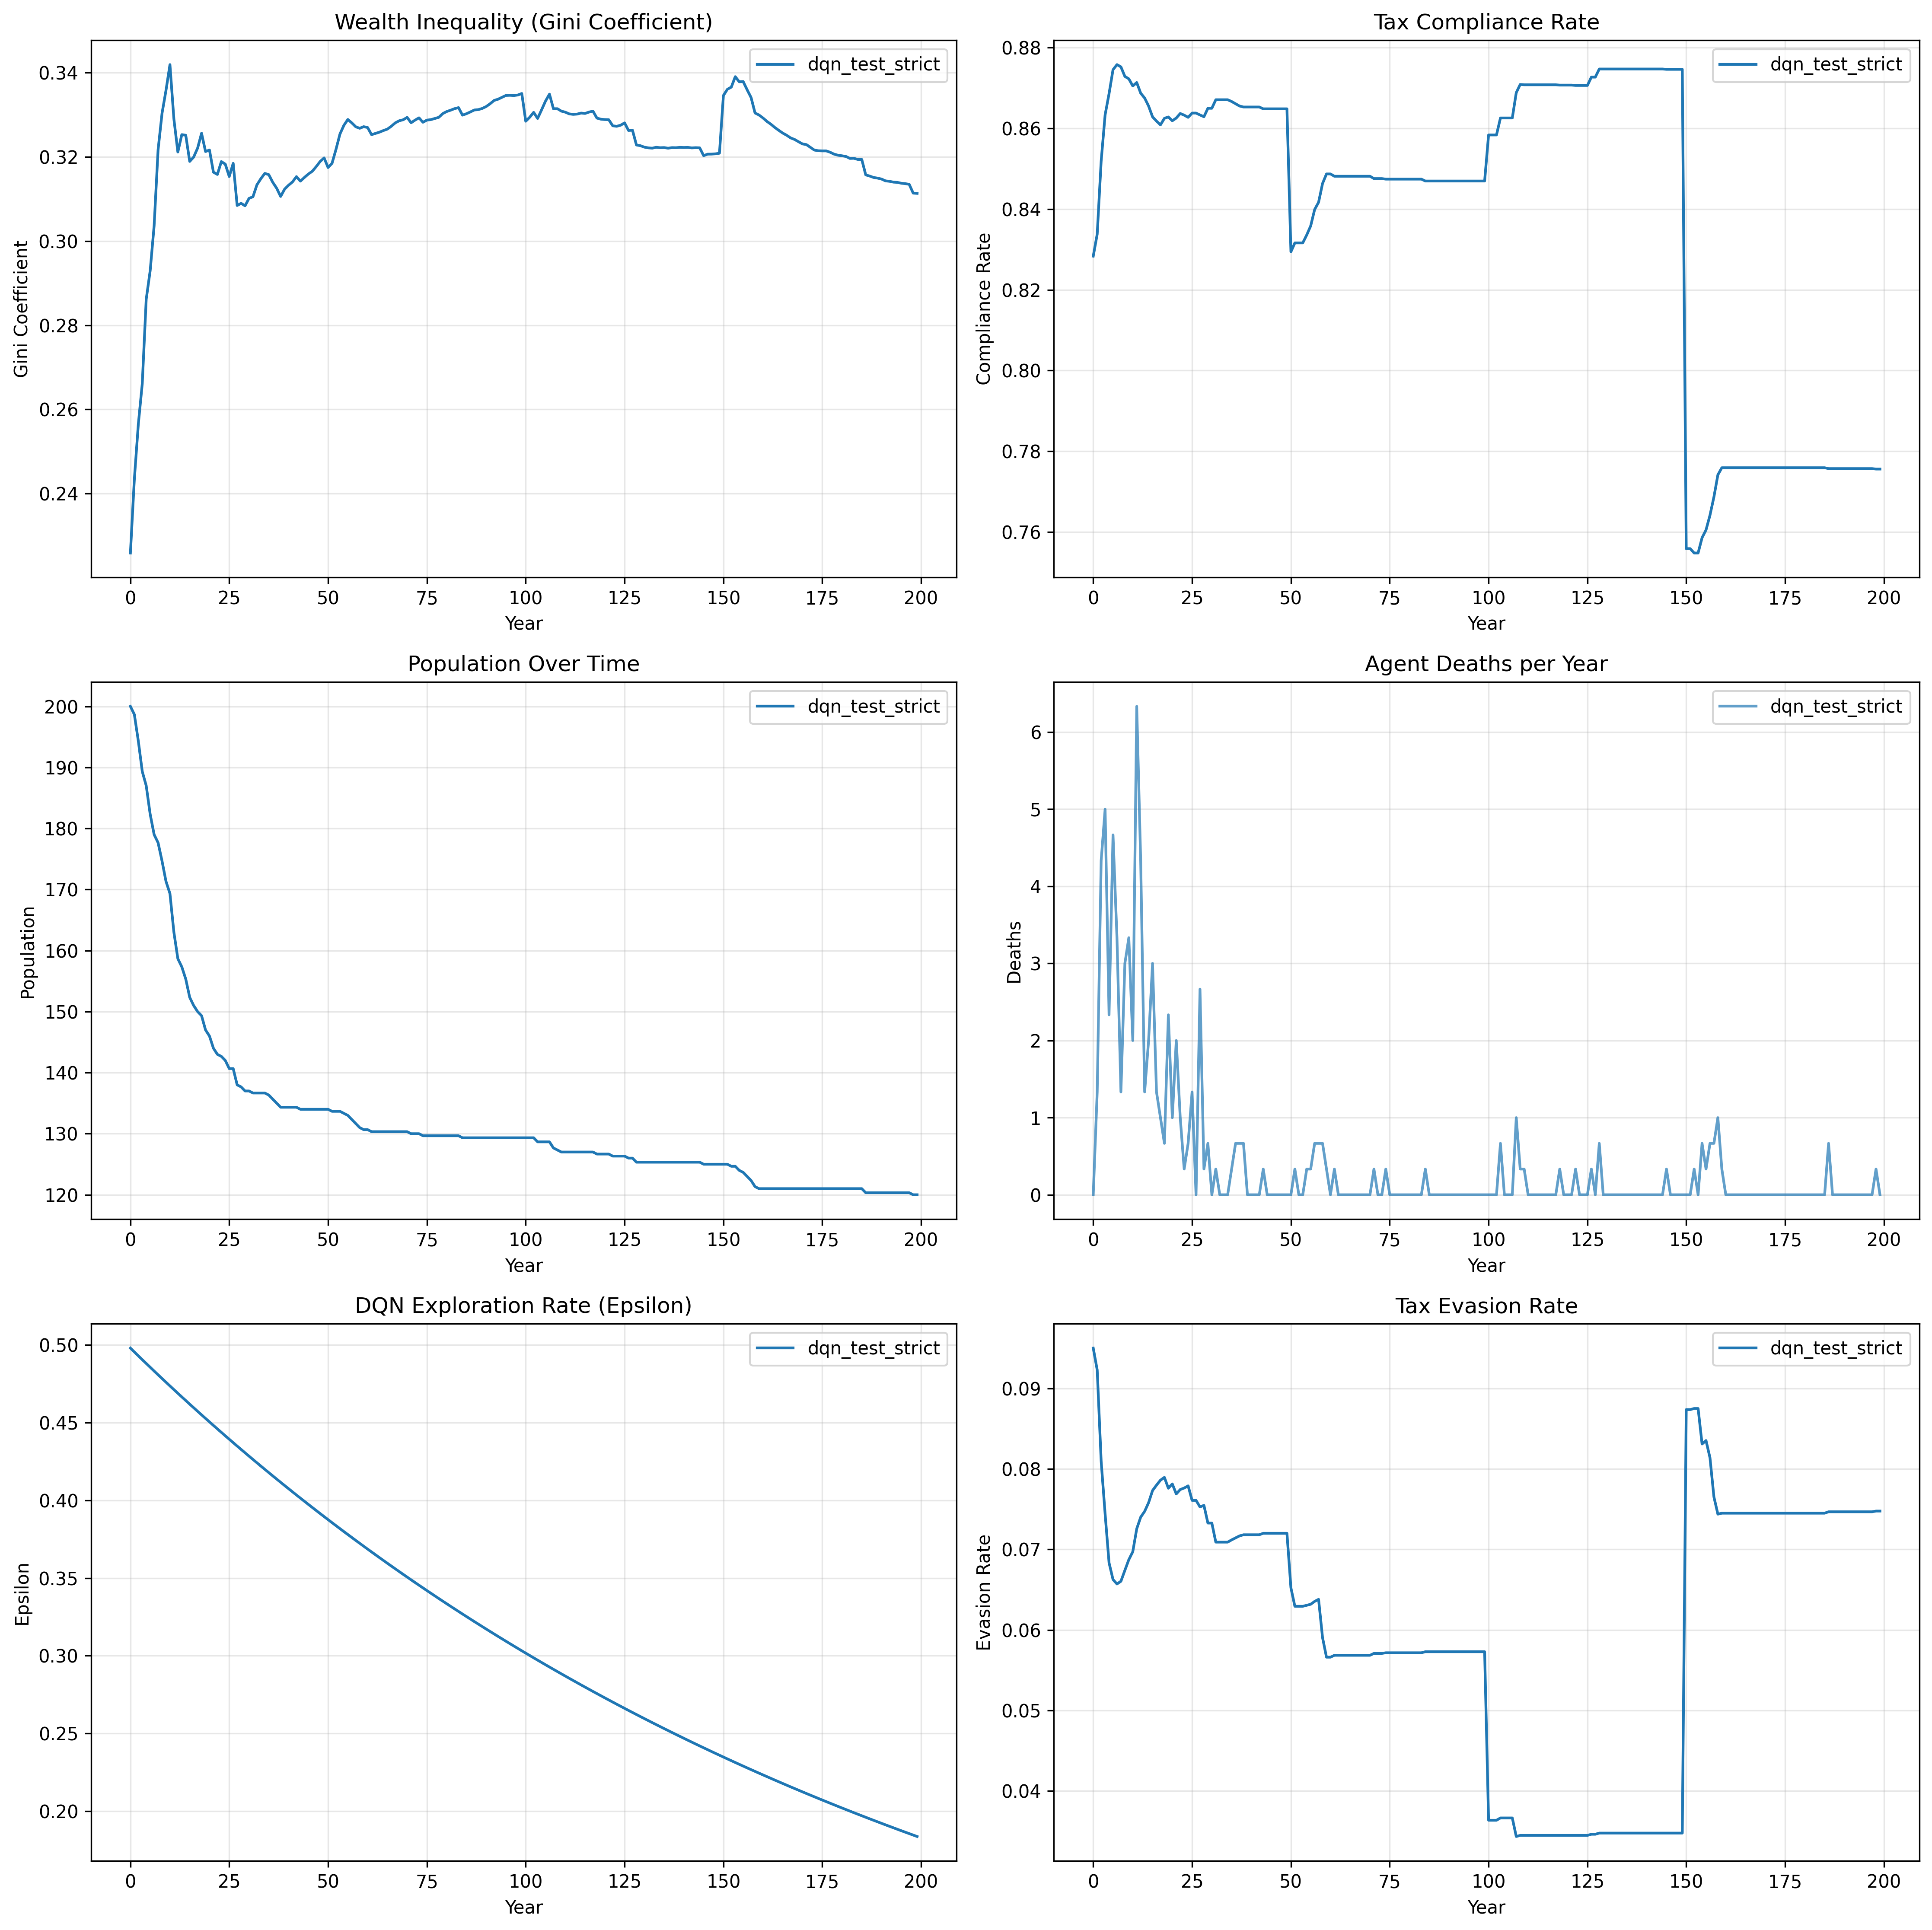 Wealth Inequality (Gini Coefficient)
dqn_test_strict
0.34
0.32
0.30
0.28
0.26
0.24
Gini Coefficient
0 25 50 75 100 125 150 175 200
Year
Tax Compliance Rate
dqn_test_strict
0.88
0.86
0.84
0.82
0.80
0.78
0.76
Compliance Rate
0 25 50 75 100 125 150 175 200
Year
Population Over Time
dqn_test_strict
200
190
180
170
160
150
140
130
120
Population
0 25 50 75 100 125 150 175 200
Year
Agent Deaths per Year
dqn_test_strict
6
5
4
3
2
1
0
Deaths
0 25 50 75 100 125 150 175 200
Year
DQN Exploration Rate (Epsilon)
dqn_test_strict
0.50
0.45
0.40
0.35
0.30
0.25
0.20
Epsilon
0 25 50 75 100 125 150 175 200
Year
Tax Evasion Rate
dqn_test_strict
0.09
0.08
0.07
0.06
0.05
0.04
Evasion Rate
0 25 50 75 100 125 150 175 200
Year